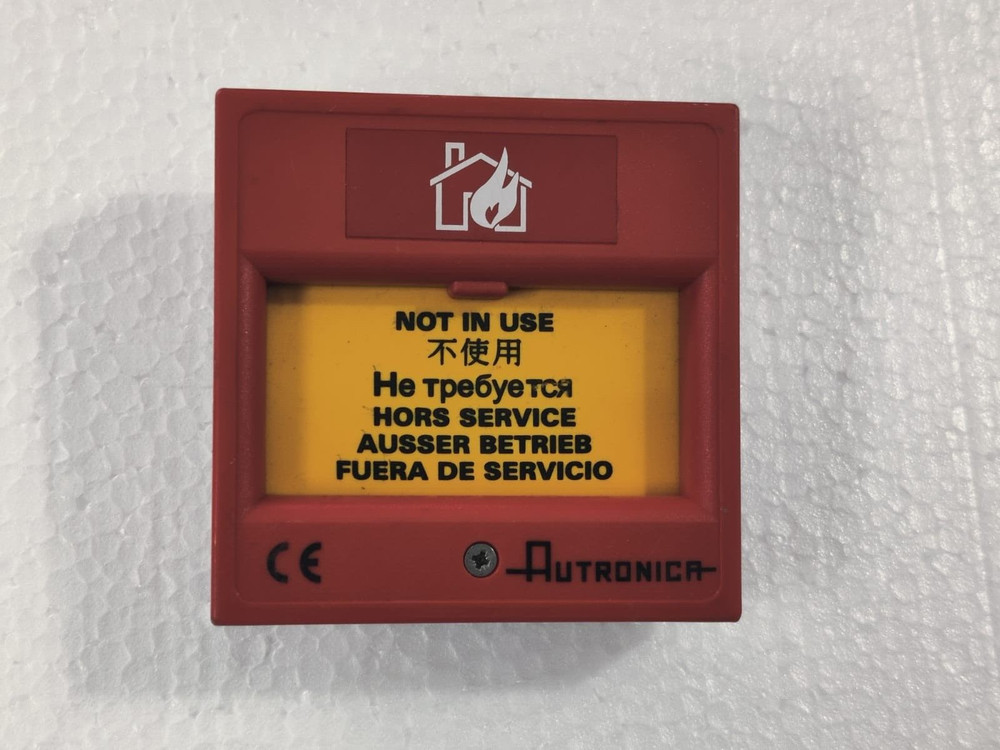 NOT IN USE
不使用
Не требуется
HORS SERVICE
AUSSER BETRIEB
FUERA DE SERVICIO
CE
AUTRONICA